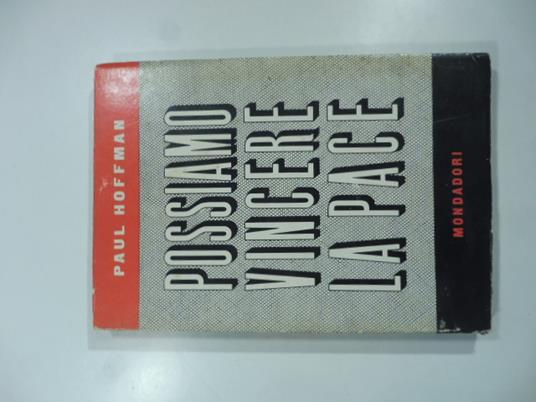 PAUL HOFFMAN
POSSIAMO
VINCERE
LA PACE
MONDADORI